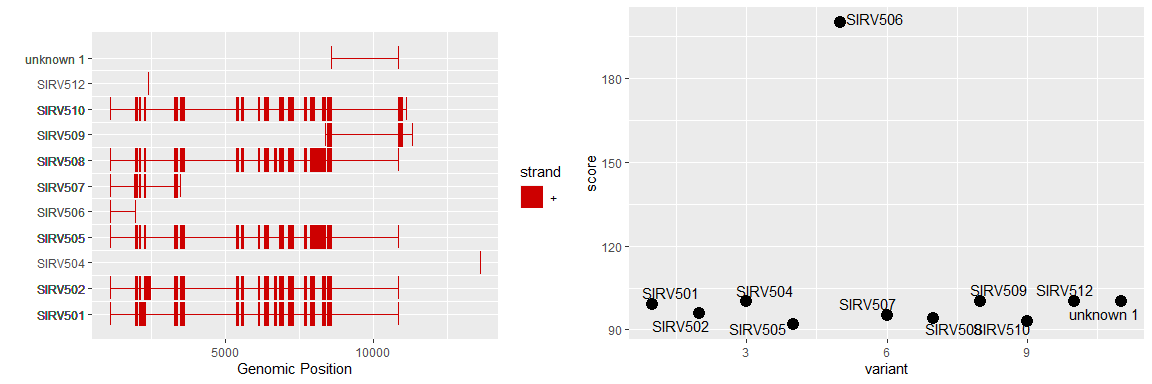 unknown 1
SIRV512
SIRV510
SIRV509
SIRV508
SIRV507
SIRV506
SIRV505
SIRV504
SIRV502
SIRV501
5000
10000
Genomic Position
strand
+
score
180
150
120
90
SIRV506
SIRV501
SIRV504
SIRV509
SIRV512
SIRV507
unknown 1
SIRV502
SIRV505
SIRV508
SIRV510
3
6
9
variant